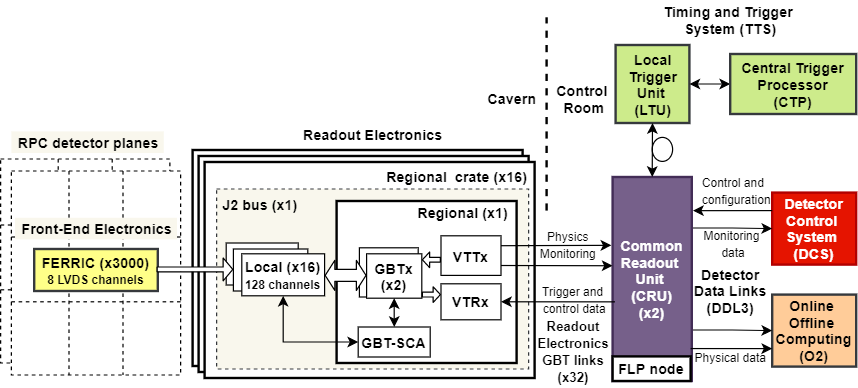 Timing and Trigger
System (TTS)
Local
Trigger
Unit
(LTU)
Central Trigger
Processor
(CTP)
Cavern
Control
Room
RPC detector planes
Readout Electronics
Regional crate (x16)
J2 bus (x1)
Regional (x1)
Front-End Electronics
FERRIC (x3000)
8 LVDS channels
Local (x16)
128 channels
GBTx
(x2)
VTTx
VTRx
GBT-SCA
Physics
Monitoring
Trigger and
control data
Readout
Electronics
GBT links
(x32)
Common
Readout
Unit
(CRU)
(x2)
FLP node
Control and
configuration
Monitoring
data
Detector
Control
System
(DCS)
Detector
Data Links
(DDL3)
Physical data
Online
Offline
Computing
(O2)